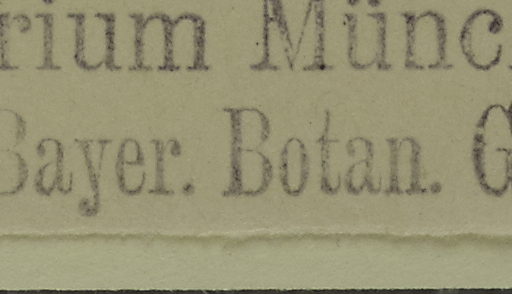 rium Münc
Bayer. Botan. G